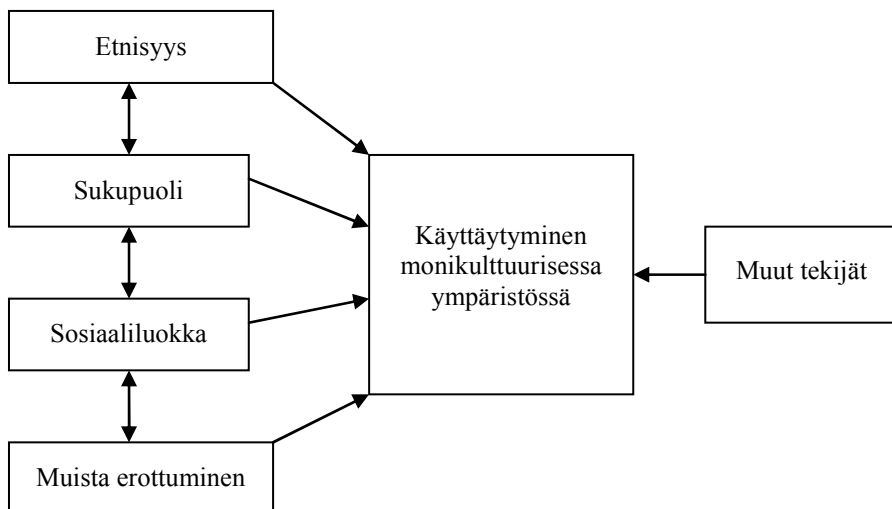 Etnisyys
Sukupuoli
Sosiaaliluokka
Muista erottuminen
Käyttäytyminen
monikulttuurisessa
ympäristössä
Muut tekijät